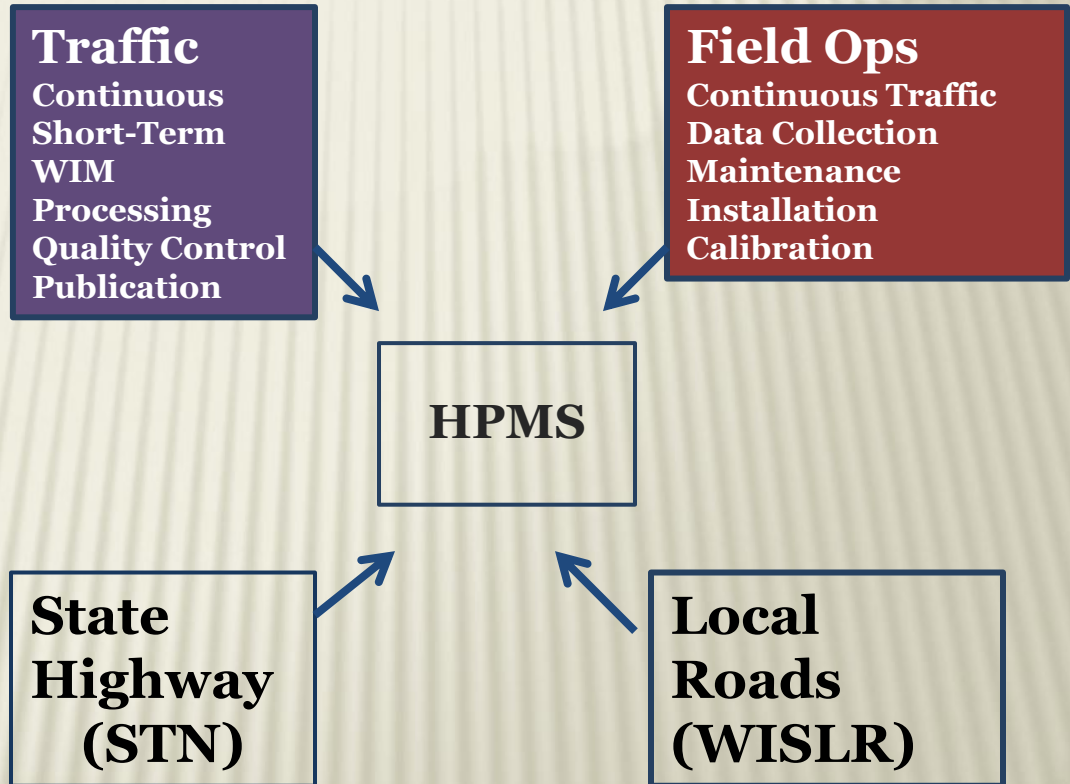 Traffic
Continuous
Short-Term
WIM
Processing
Quality Control
Publication
Field Ops
Continuous Traffic
Data Collection
Maintenance
Installation
Calibration
HPMS
State
Highway
(STN)
Local
Roads
(WISLR)